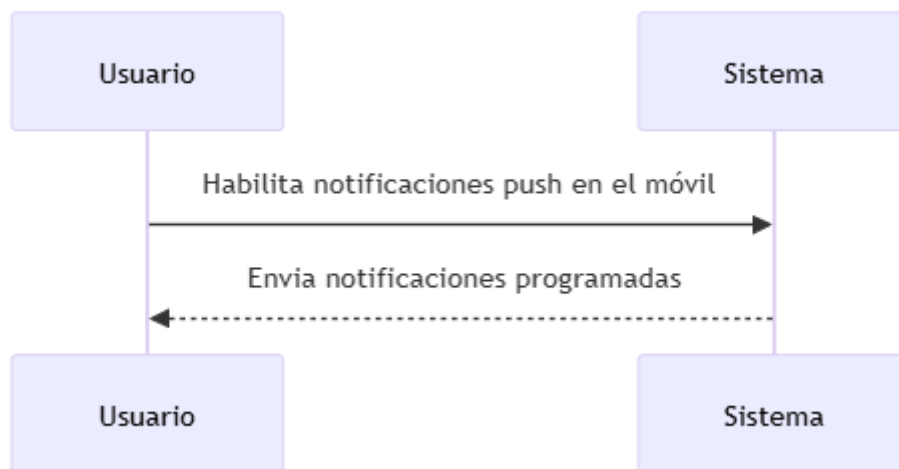 Usuario
Sistema
Habilita notificaciones push en el móvil
Envia notificaciones programadas
Usuario
Sistema